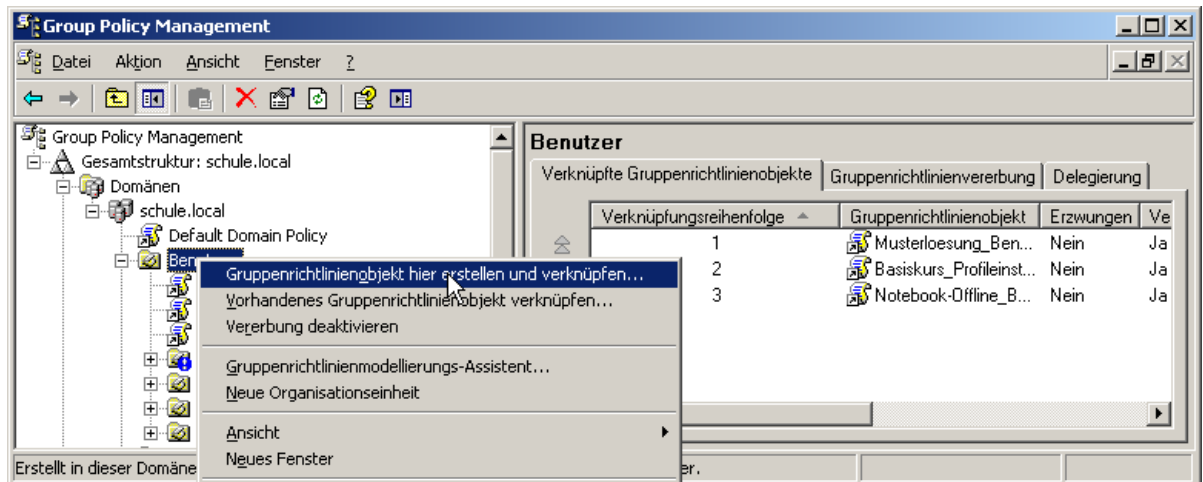 Group Policy Management
Datei Aktion Ansicht Fenster ?
Group Policy Management
Gesamtstruktur: schule.local
Domänen
schule.local
Default Domain Policy
Gruppenrichtlinienobjekt hier erstellen und verknüpfen...
Vorhandenes Gruppenrichtlinienobjekt verknüpfen...
Vererbung deaktivieren
Gruppenrichtlinienmodellierungs-Assistent...
Neue Organisationseinheit
Ansicht
Neues Fenster
Benutzer
Verknüpfte Gruppenrichtlinienobjekte Gruppenrichtlinienvererbung Delegierung
Verknüpfungsreihenfolge Gruppenrichtlinienobjekt Erzwungen Ve
1 Musterloesung_Ben... Nein Ja
2 Basiskurs_Profileinst... Nein Ja
3 Notebook-Offline_B... Nein Ja
Erstellt in dieser Domäne er.